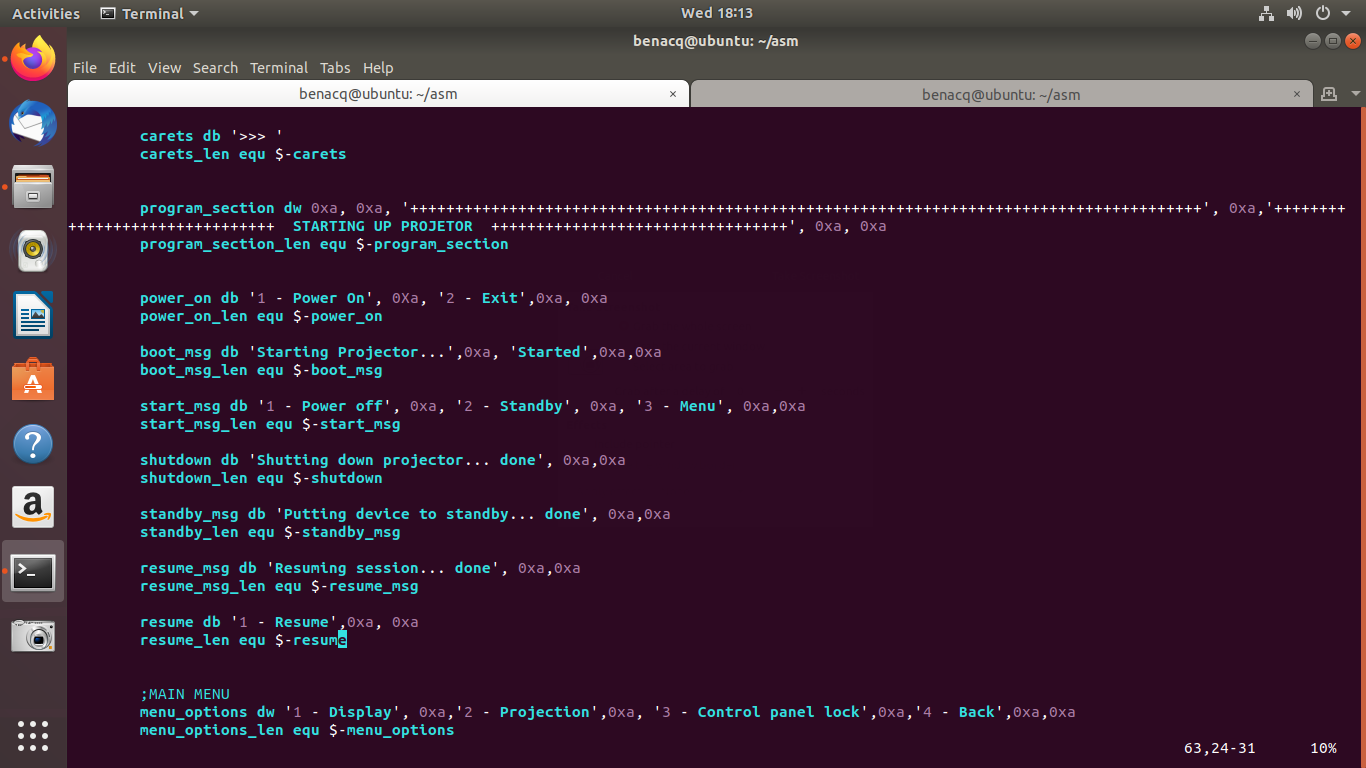 Activities Terminal Wed 18:13
benacq@ubuntu: ~/asm
File Edit View Search Terminal Tabs Help
benacq@ubuntu: ~/asm × benacq@ubuntu: ~/asm ×
carets db '>>> '
carets_len equ $-carets
program_section dw 0xa, 0xa, '++++++++++++++++++++++++++++++++++++++++++++++++++++++++++++++++++++++++++++++++++++++++', 0xa,'++++++++
+++++++++++++++++++++++  STARTING UP PROJETOR  +++++++++++++++++++++++++++++++++', 0xa, 0xa
program_section_len equ $-program_section
power_on db '1 - Power On', 0Xa, '2 - Exit',0xa, 0xa
power_on_len equ $-power_on
boot_msg db 'Starting Projector...',0xa, 'Started',0xa,0xa
boot_msg_len equ $-boot_msg
start_msg db '1 - Power off', 0xa, '2 - Standby', 0xa, '3 - Menu', 0xa,0xa
start_msg_len equ $-start_msg
shutdown db 'Shutting down projector... done', 0xa,0xa
shutdown_len equ $-shutdown
standby_msg db 'Putting device to standby... done', 0xa,0xa
standby_len equ $-standby_msg
resume_msg db 'Resuming session... done', 0xa,0xa
resume_msg_len equ $-resume_msg
resume db '1 - Resume',0xa, 0xa
resume_len equ $-resume
;MAIN MENU
menu_options dw '1 - Display', 0xa,'2 - Projection',0xa, '3 - Control panel lock',0xa,'4 - Back',0xa,0xa
menu_options_len equ $-menu_options
63,24-31 10%